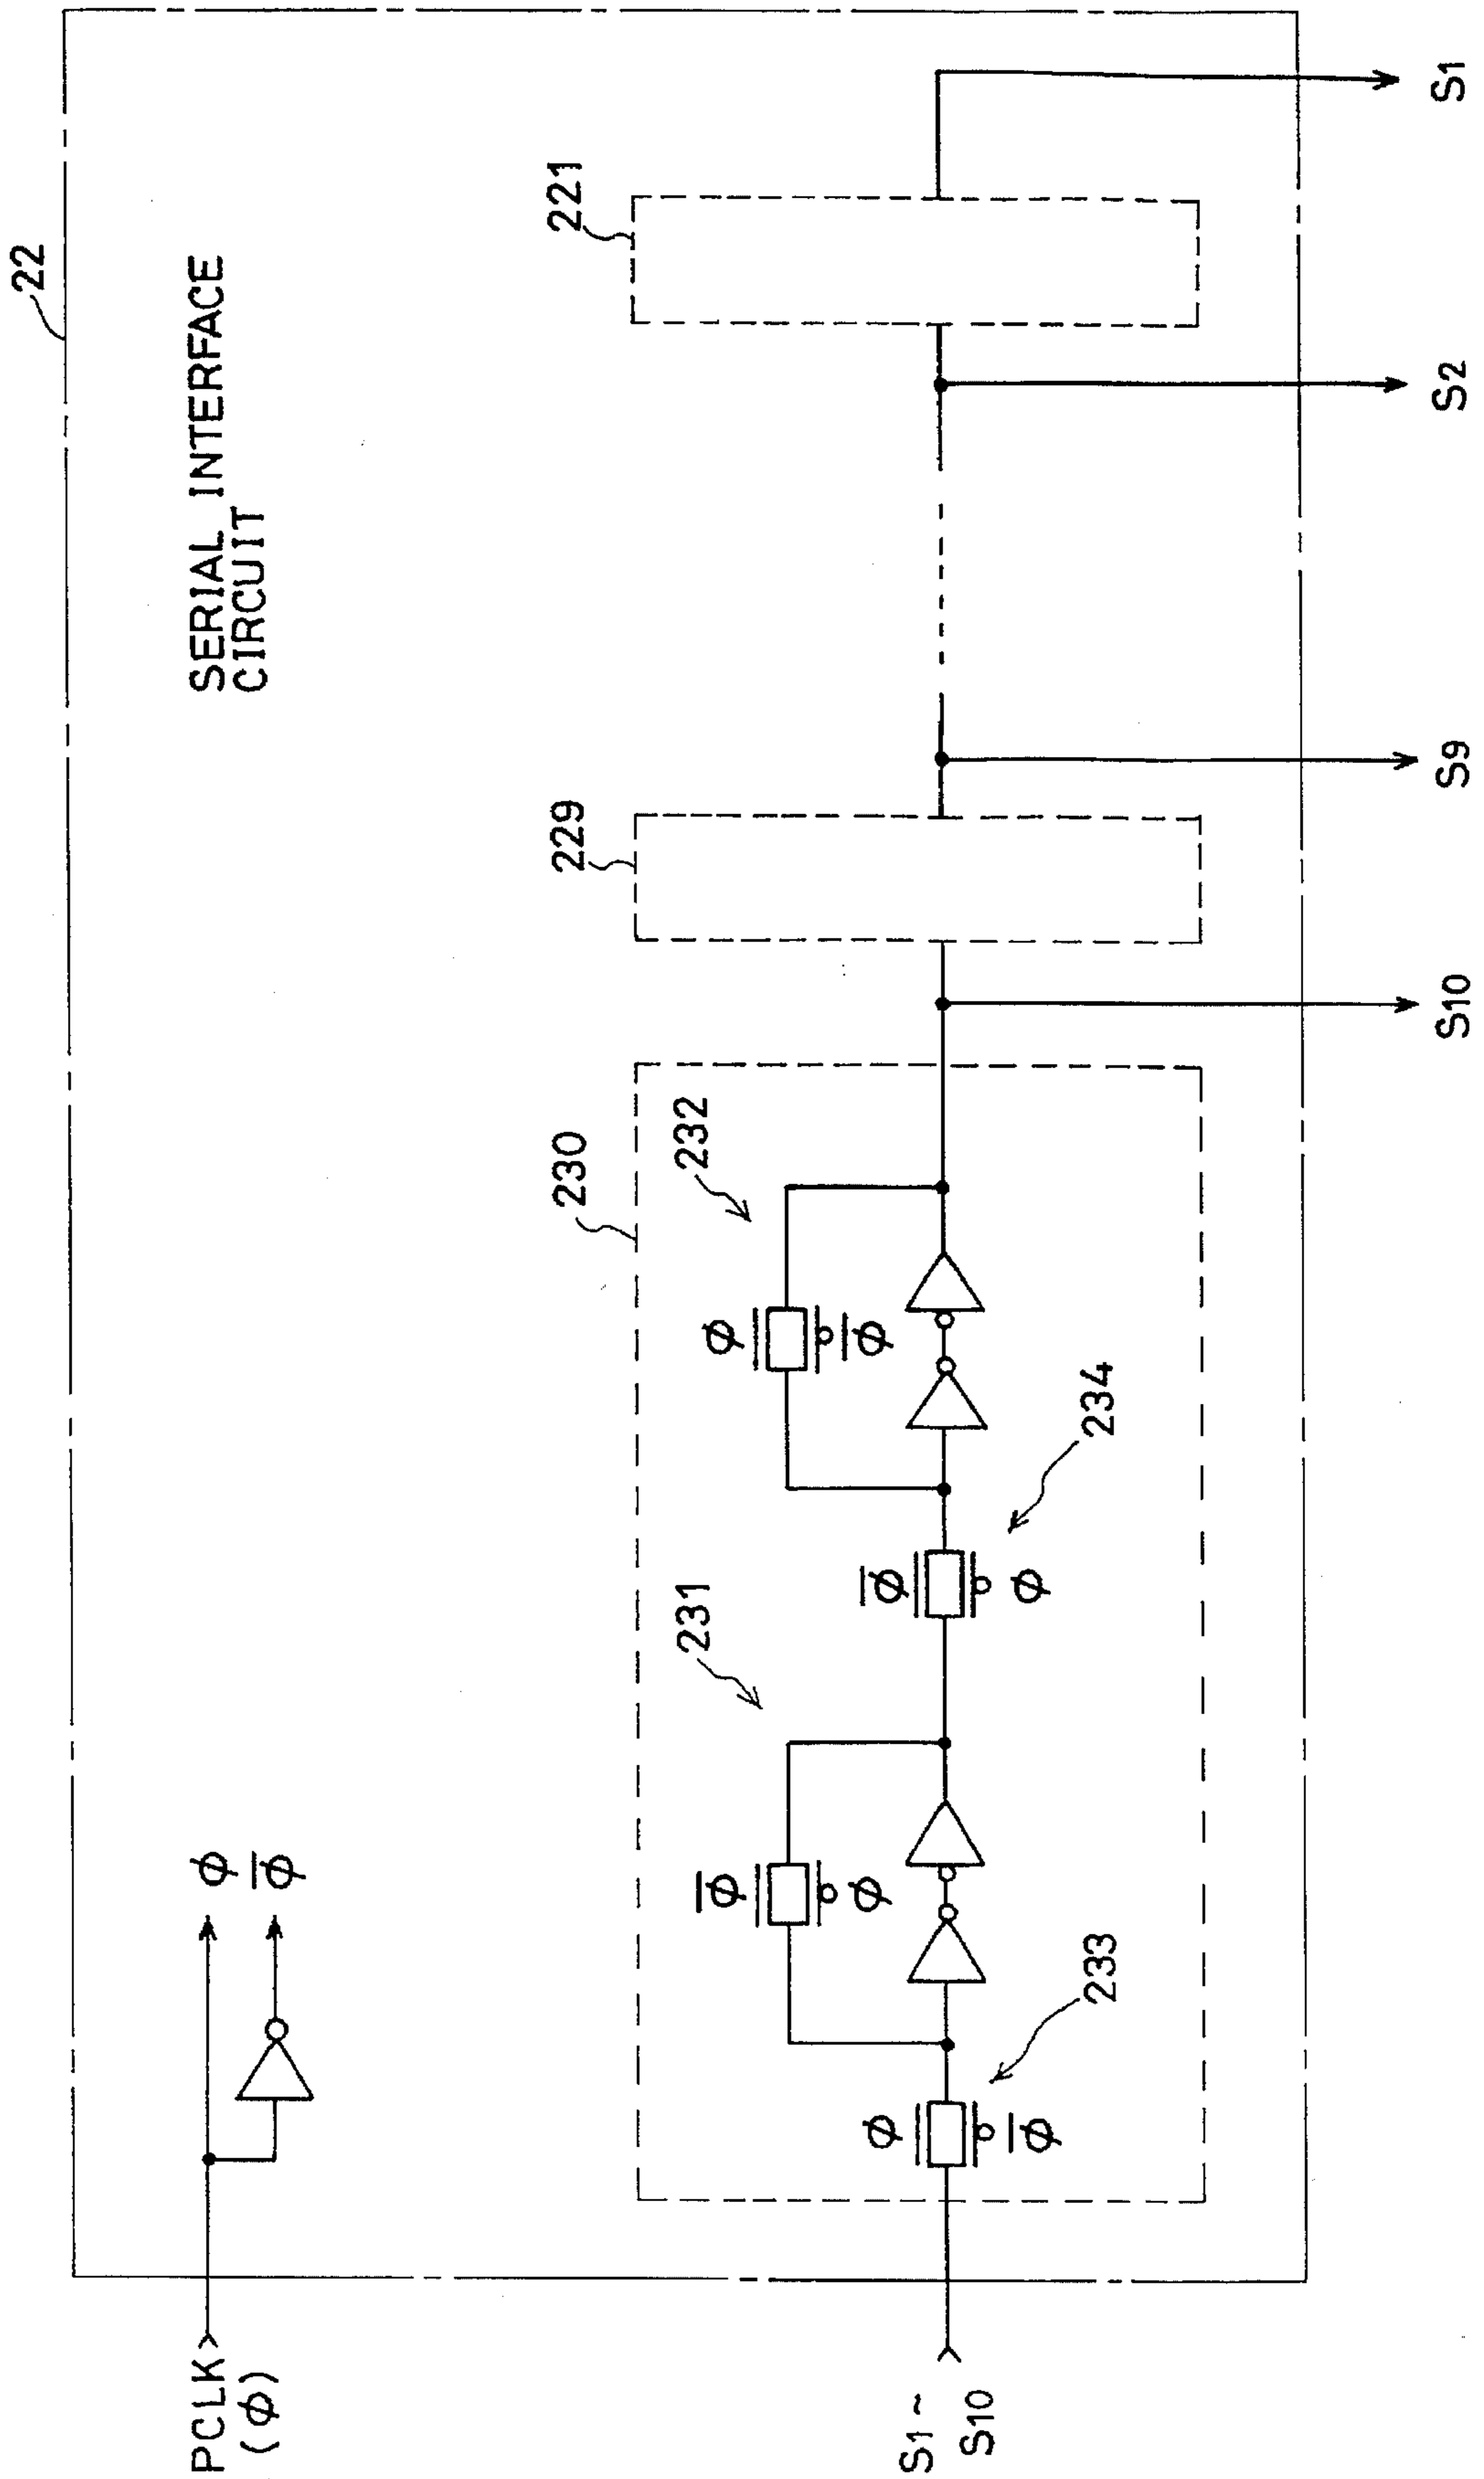 22
SERIAL INTERFACE
CIRCUIT
PCLK
(φ)
φ
φ̅
230
231
232
229
221
φ̅
φ
φ
φ̅
φ
φ̅
φ̅
φ
233
234
S1~
S10
S10
S9
S2
S1